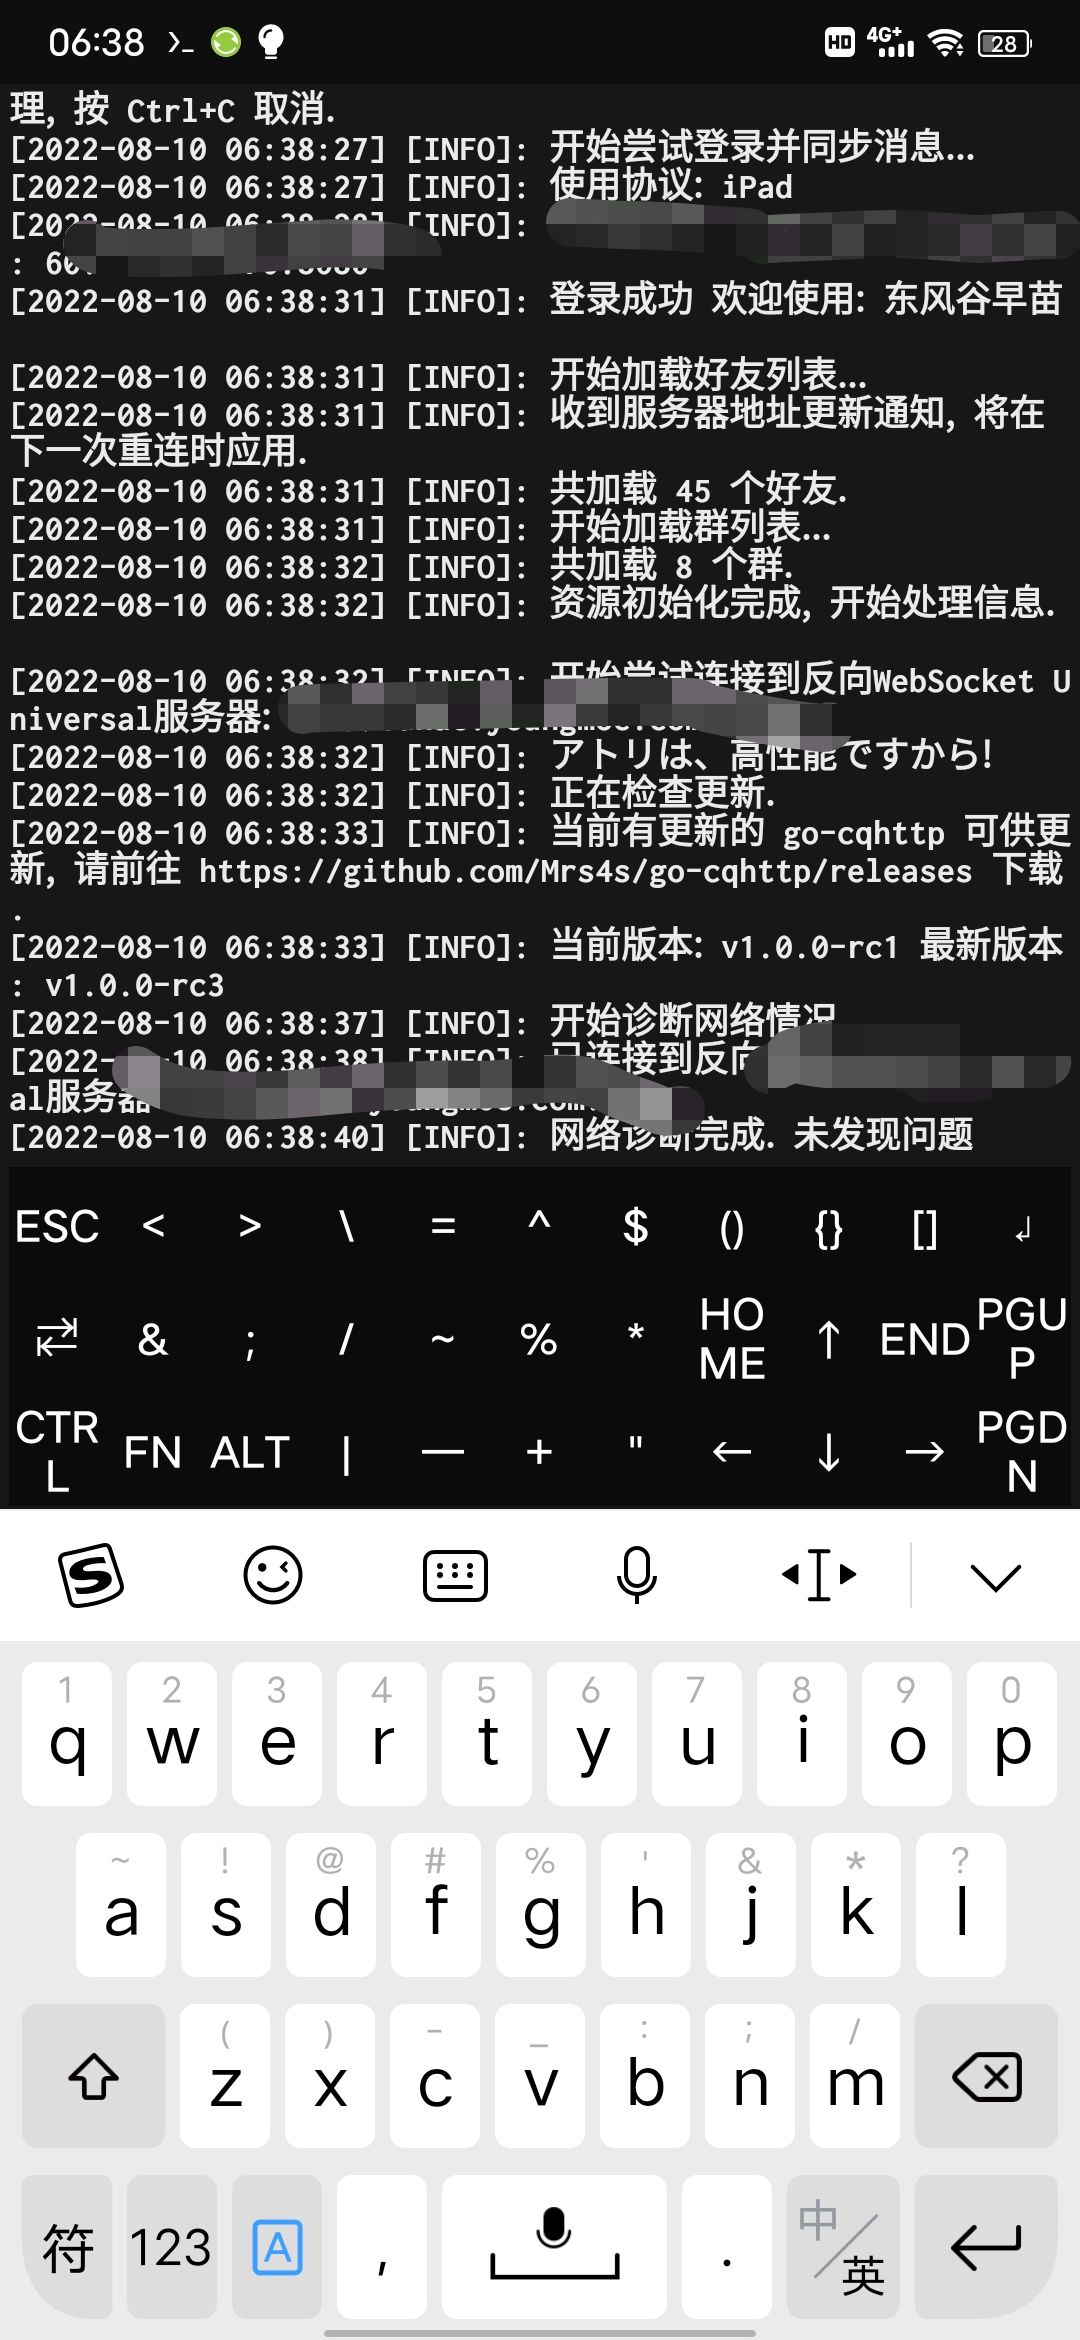 06:38
HD 4G+ 28
理, 按 Ctrl+C 取消.
[2022-08-10 06:38:27] [INFO]: 开始尝试登录并同步消息...
[2022-08-10 06:38:27] [INFO]: 使用协议: iPad
[INFO]:
[2022-08-10 06:38:31] [INFO]: 登录成功 欢迎使用: 东风谷早苗
[2022-08-10 06:38:31] [INFO]: 开始加载好友列表...
[2022-08-10 06:38:31] [INFO]: 收到服务器地址更新通知, 将在
下一次重连时应用.
[2022-08-10 06:38:31] [INFO]: 共加载 45 个好友.
[2022-08-10 06:38:31] [INFO]: 开始加载群列表...
[2022-08-10 06:38:32] [INFO]: 共加载 8 个群.
[2022-08-10 06:38:32] [INFO]: 资源初始化完成, 开始处理信息.
[2022-08-10 06:38:32] [INFO]: 开始尝试连接到反向WebSocket U
niversal服务器:
[2022-08-10 06:38:32] [INFO]: アトリは、高性能ですから!
[2022-08-10 06:38:32] [INFO]: 正在检查更新.
[2022-08-10 06:38:33] [INFO]: 当前有更新的 go-cqhttp 可供更
新, 请前往 https://github.com/Mrs4s/go-cqhttp/releases 下载
.
[2022-08-10 06:38:33] [INFO]: 当前版本: v1.0.0-rc1 最新版本
: v1.0.0-rc3
[2022-08-10 06:38:37] [INFO]: 开始诊断网络情况
[INFO]: 已连接到反向
al服务器
[2022-08-10 06:38:40] [INFO]: 网络诊断完成. 未发现问题
ESC < > \ = ^ $ () {} [] ↲
⇄ & ; / ~ % * HOME ↑ END PGUP
CTRL FN ALT | — + " ← ↓ → PGDN
S
1 2 3 4 5 6 7 8 9 0
q w e r t y u i o p
~ ! @ # % ' & * ?
a s d f g h j k l
( ) - _ : ; /
z x c v b n m
符 123 A , . 中/英